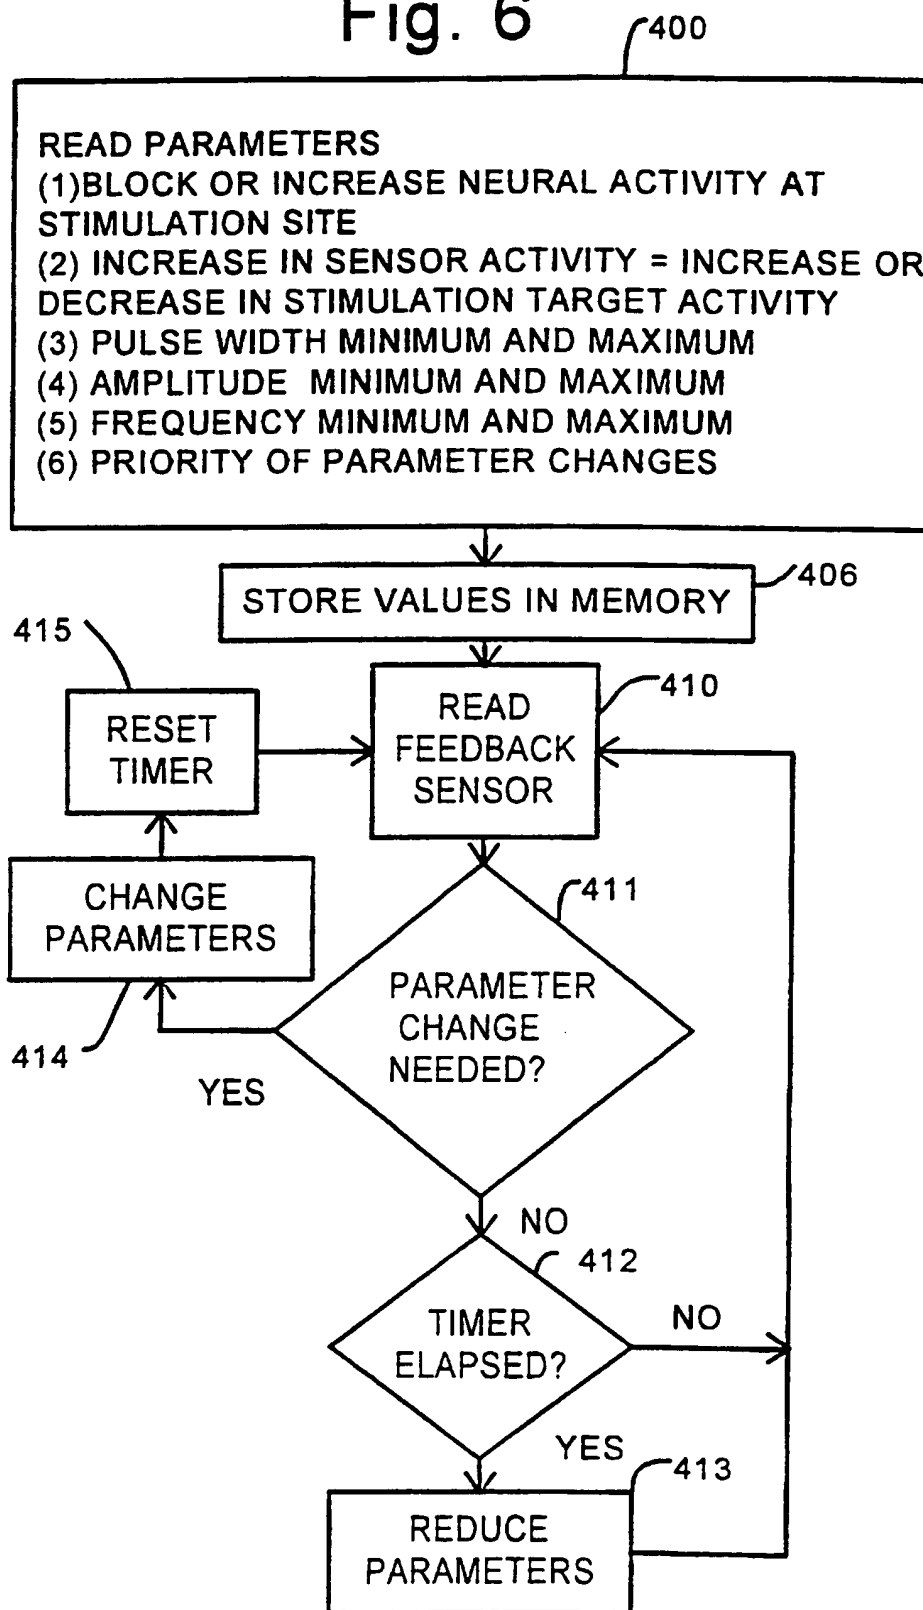 Fig. 6
400
READ PARAMETERS
(1)BLOCK OR INCREASE NEURAL ACTIVITY AT
STIMULATION SITE
(2) INCREASE IN SENSOR ACTIVITY = INCREASE OR
DECREASE IN STIMULATION TARGET ACTIVITY
(3) PULSE WIDTH MINIMUM AND MAXIMUM
(4) AMPLITUDE MINIMUM AND MAXIMUM
(5) FREQUENCY MINIMUM AND MAXIMUM
(6) PRIORITY OF PARAMETER CHANGES
406
STORE VALUES IN MEMORY
415
410
READ
FEEDBACK
SENSOR
RESET
TIMER
CHANGE
PARAMETERS
411
414
PARAMETER
CHANGE
NEEDED?
YES
NO
412
TIMER
ELAPSED?
NO
YES
413
REDUCE
PARAMETERS